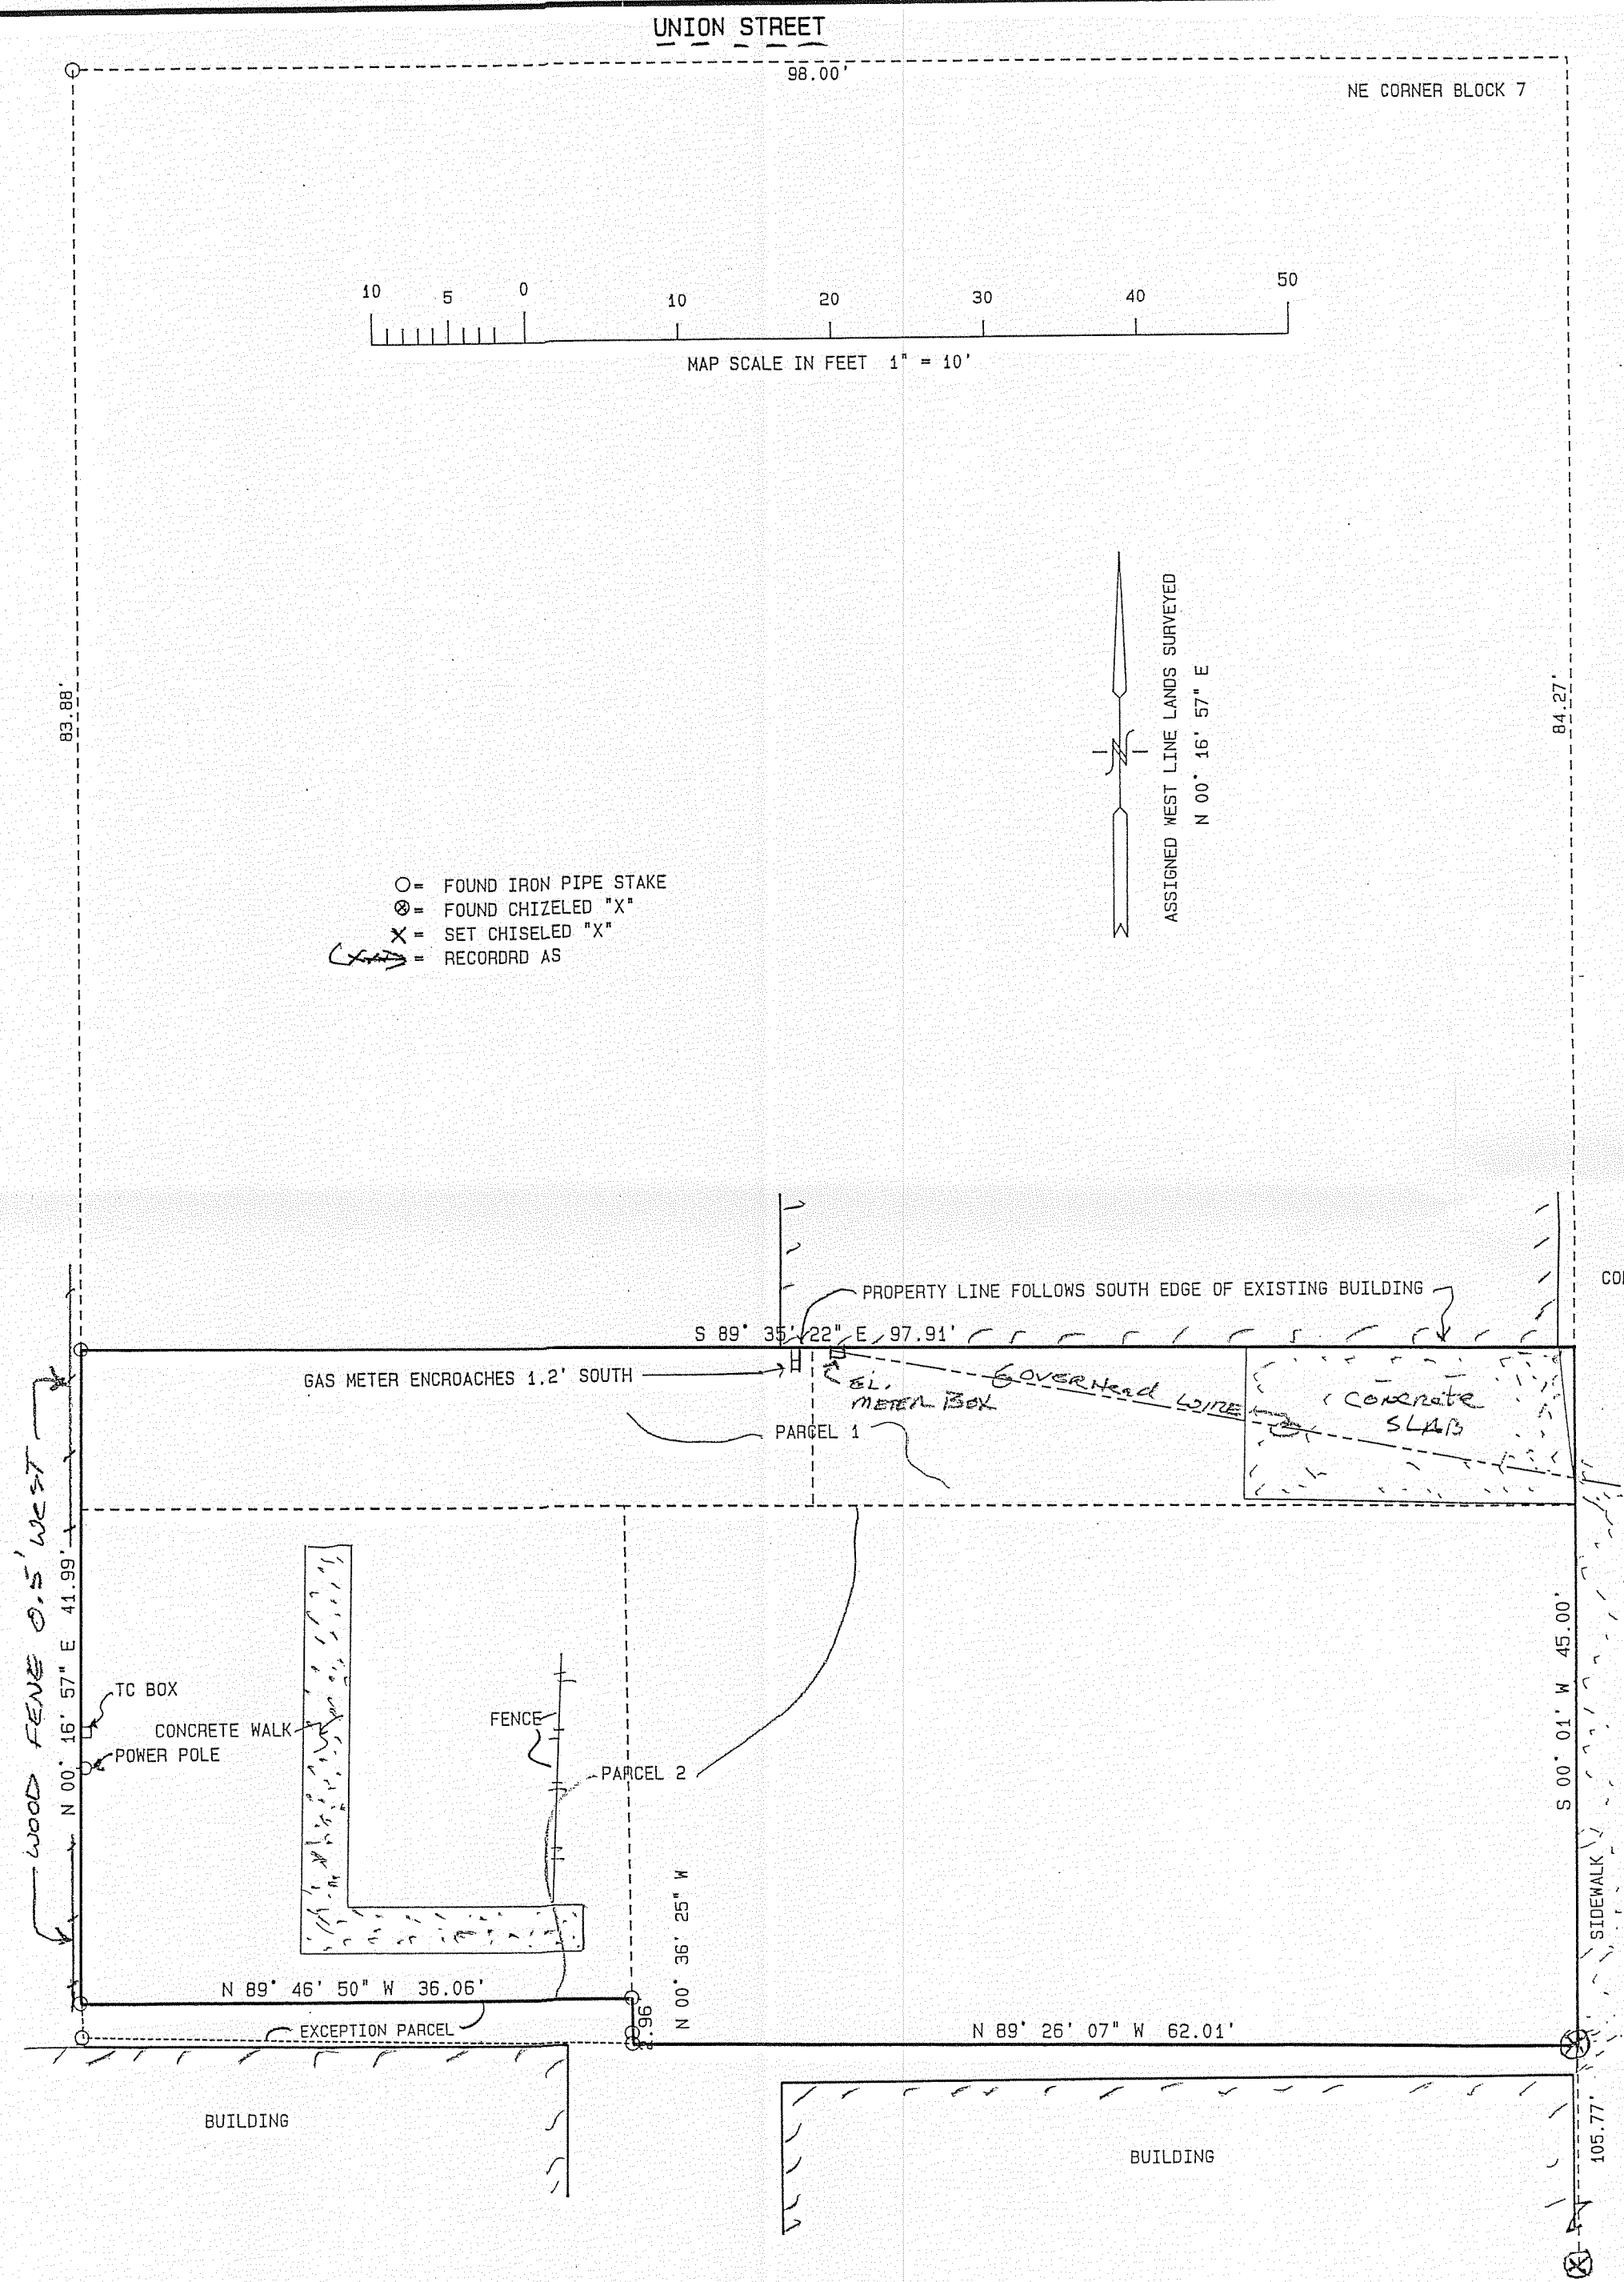 UNION STREET
98.00'
NE CORNER BLOCK 7
10 5 0 10 20 30 40 50
MAP SCALE IN FEET 1" = 10'
ASSIGNED WEST LINE LANDS SURVEYED
N 00° 16' 57" E
N
83.88'
84.27'
O= FOUND IRON PIPE STAKE
⊗= FOUND CHIZELED "X"
X = SET CHISELED "X"
= RECORDRD AS
PROPERTY LINE FOLLOWS SOUTH EDGE OF EXISTING BUILDING
S 89° 35' 22" E 97.91'
GAS METER ENCROACHES 1.2' SOUTH
EL.
METER BOX
OVERHead WIRE
Concrete
SLAB
PARCEL 1
WOOD FENE 0.5' WEST
N 00° 16' 57" E 41.99'
TC BOX
CONCRETE WALK
POWER POLE
FENCE
PARCEL 2
S 00° 01' W 45.00'
SIDEWALK
N 00° 36' 25" W
N 89° 46' 50" W 36.06'
EXCEPTION PARCEL
N 89° 26' 07" W 62.01'
BUILDING
BUILDING
105.77'